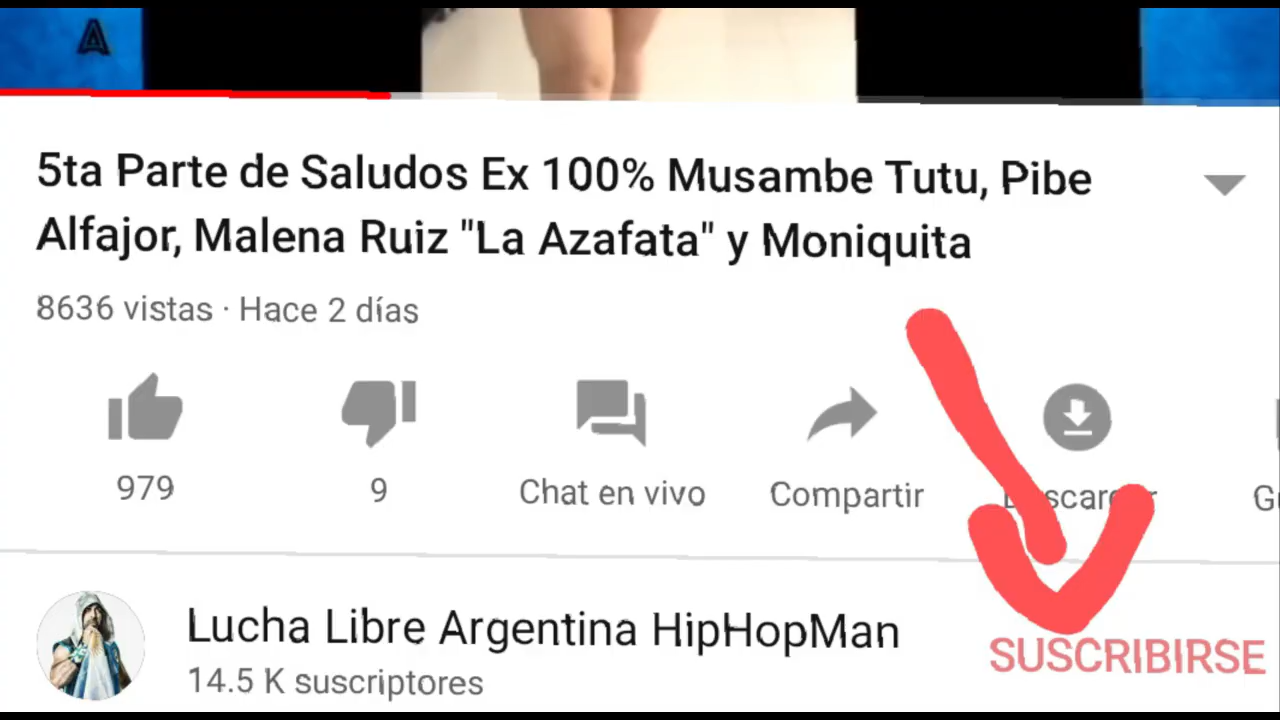 A
5ta Parte de Saludos Ex 100% Musambe Tutu, Pibe
Alfajor, Malena Ruiz "La Azafata" y Moniquita
8636 vistas · Hace 2 días
979
9
Chat en vivo
Compartir
Lucha Libre Argentina HipHopMan
14.5 K suscriptores
SUSCRIBIRSE